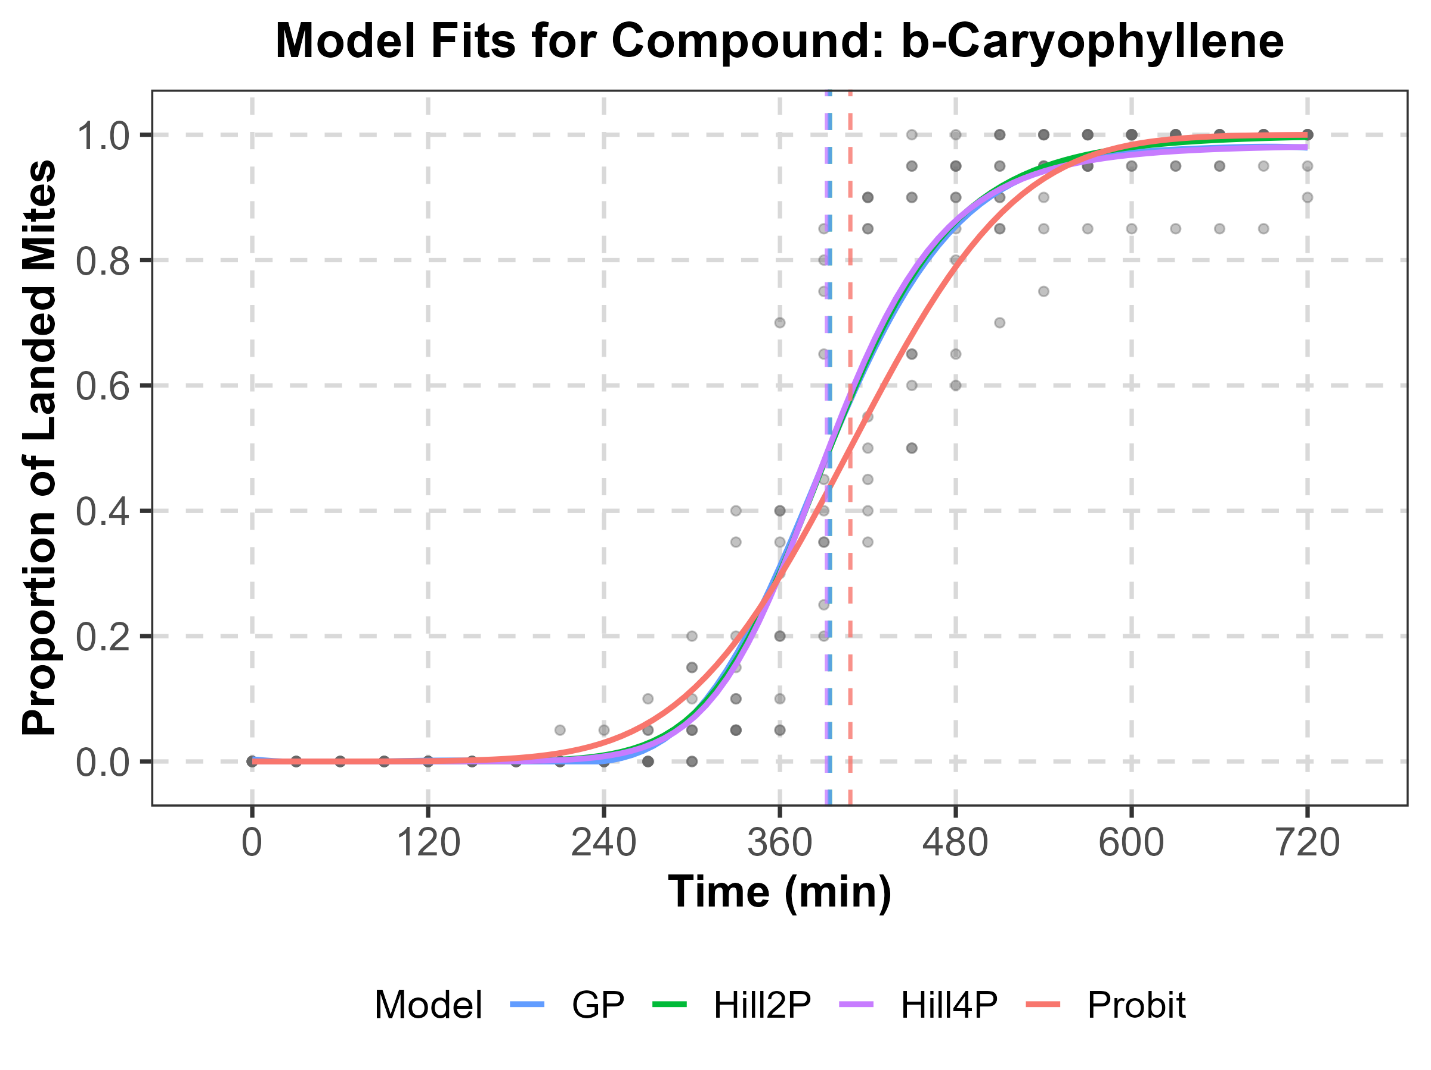 Model Fits for Compound: b-Caryophyllene
Proportion of Landed Mites
1.0
0.8
0.6
0.4
0.2
0.0
0 120 240 360 480 600 720
Time (min)
Model GP Hill2P Hill4P Probit